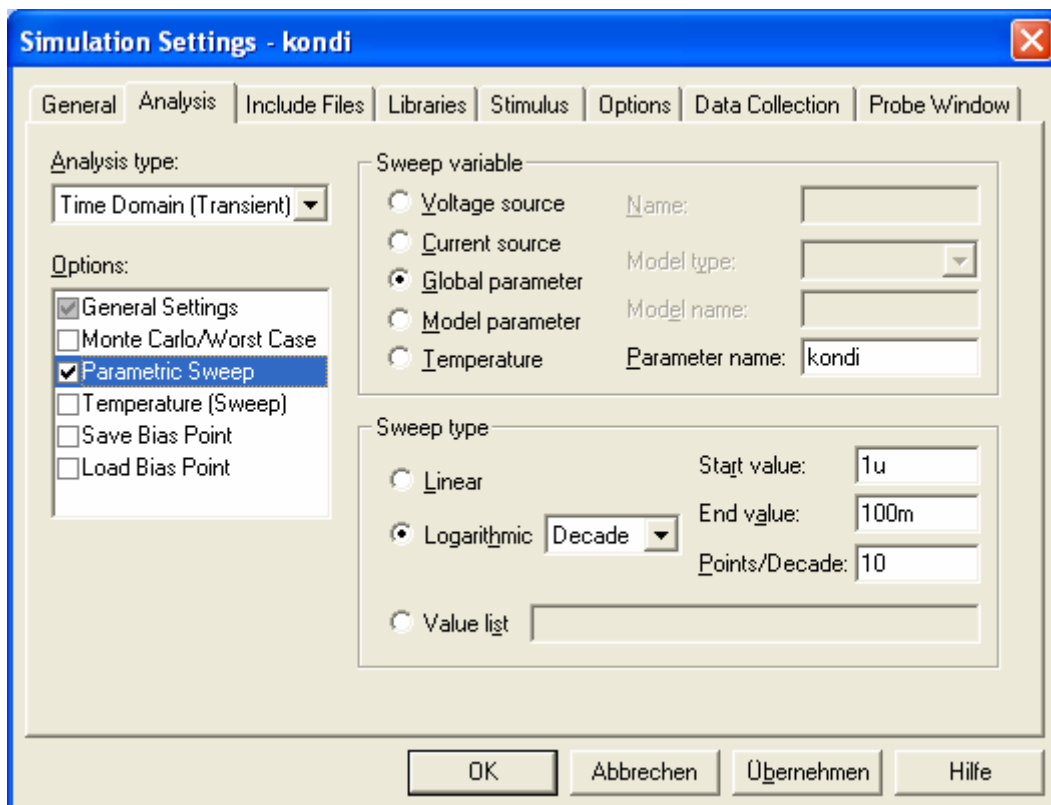 Simulation Settings - kondi
General Analysis Include Files Libraries Stimulus Options Data Collection Probe Window
Analysis type:
Time Domain (Transient)
Options:
General Settings
Monte Carlo/Worst Case
Parametric Sweep
Temperature (Sweep)
Save Bias Point
Load Bias Point
Sweep variable
Voltage source
Current source
Global parameter
Model parameter
Temperature
Name:
Model type:
Model name:
Parameter name: kondi
Sweep type
Linear
Logarithmic Decade
Value list
Start value: 1u
End value: 100m
Points/Decade: 10
OK Abbrechen Übernehmen Hilfe